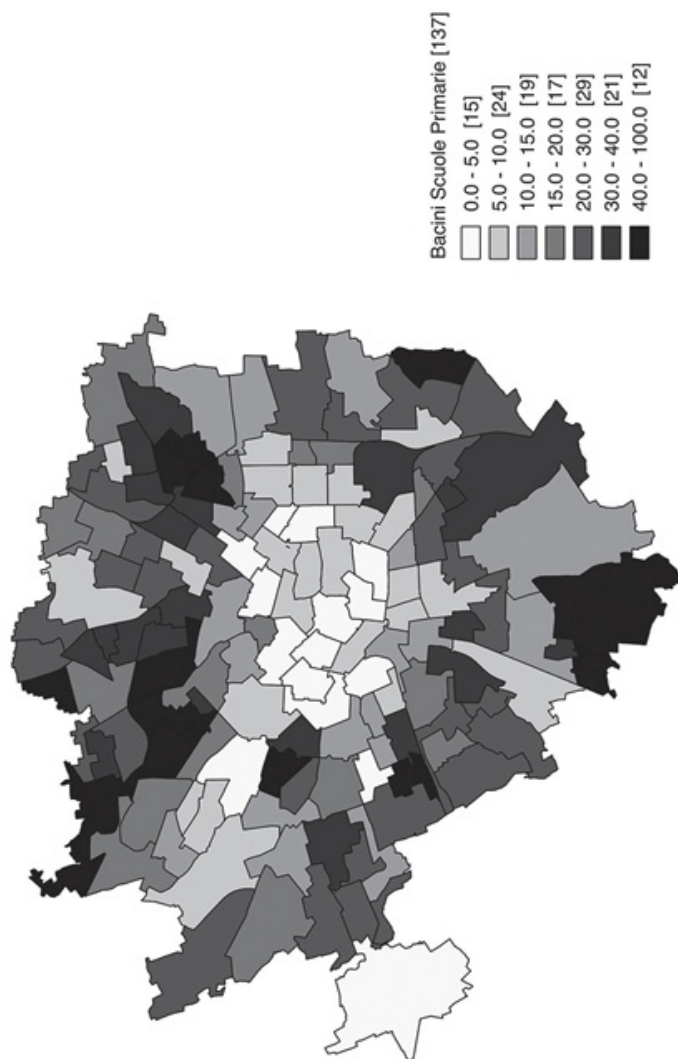 Bacini Scuole Primarie [137]
0.0 - 5.0 [15]
5.0 - 10.0 [24]
10.0 - 15.0 [19]
15.0 - 20.0 [17]
20.0 - 30.0 [29]
30.0 - 40.0 [21]
40.0 - 100.0 [12]